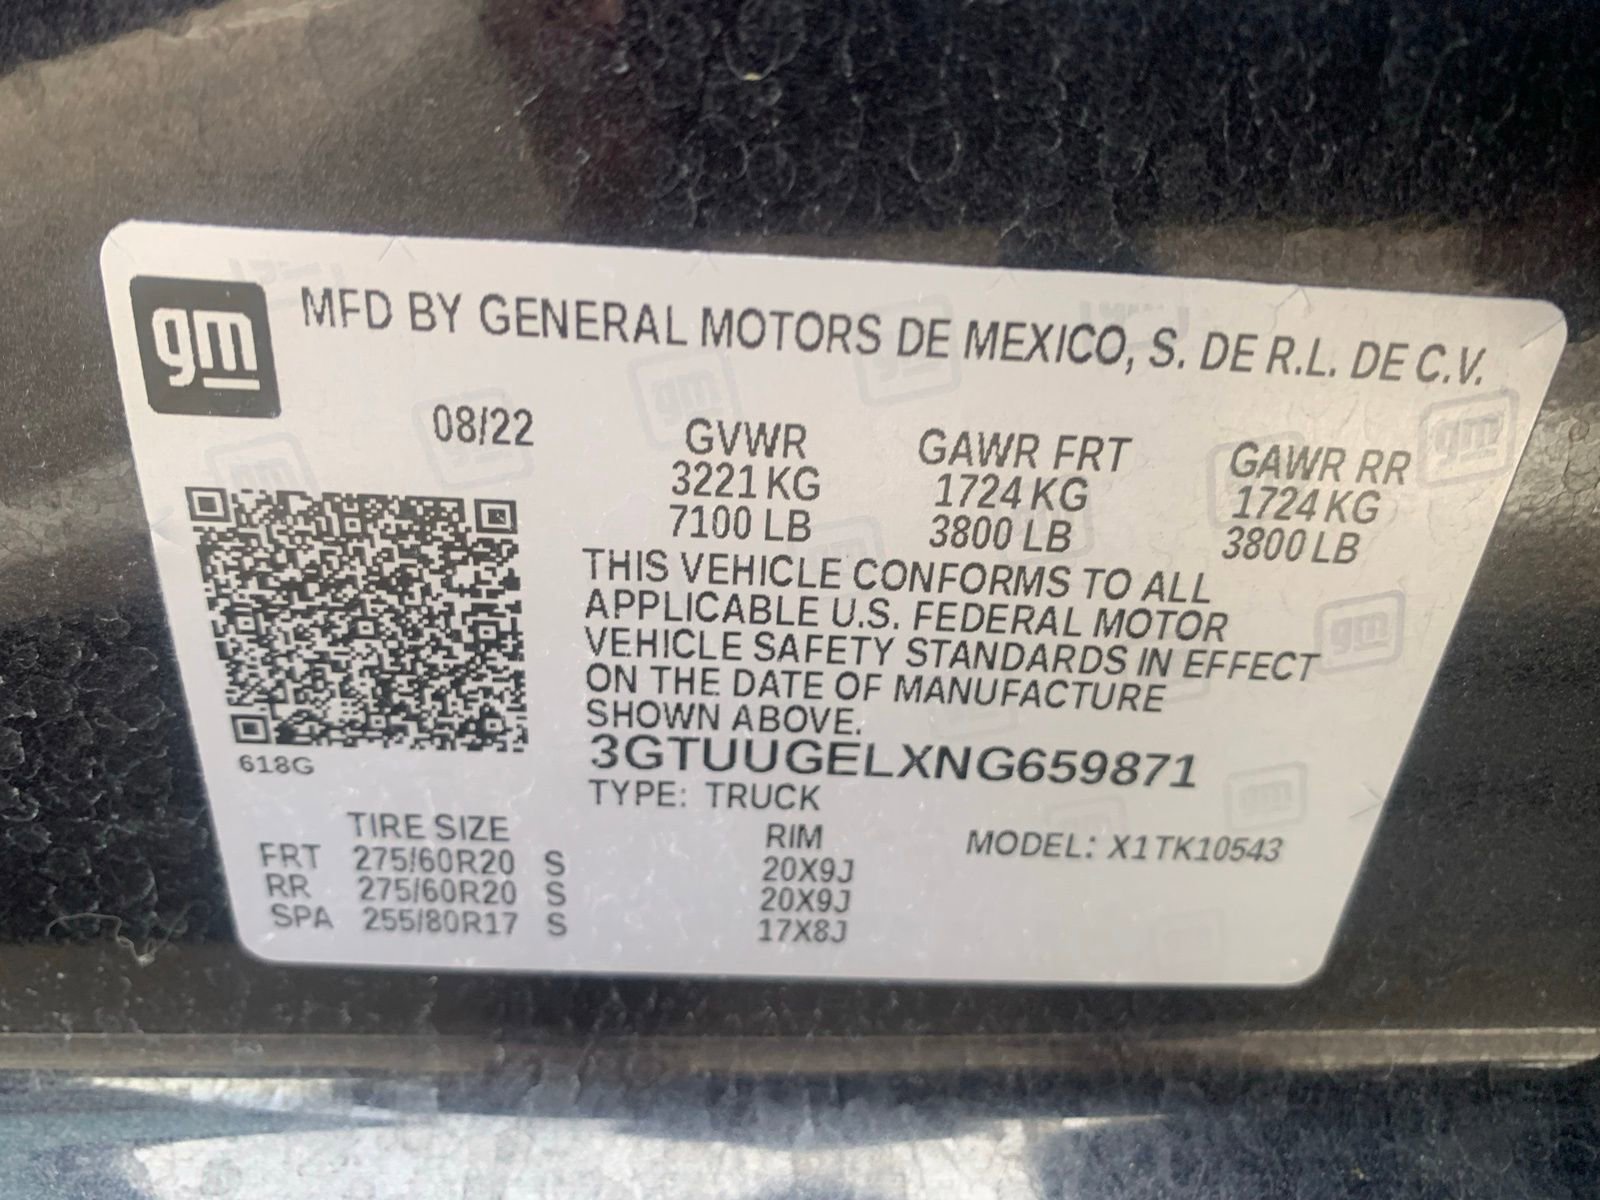 gm
MFD BY GENERAL MOTORS DE MEXICO, S. DE R.L. DE C.V.
08/22 GVWR GAWR FRT GAWR RR
3221 KG 1724 KG 1724 KG
7100 LB 3800 LB 3800 LB
THIS VEHICLE CONFORMS TO ALL
APPLICABLE U.S. FEDERAL MOTOR
VEHICLE SAFETY STANDARDS IN EFFECT
ON THE DATE OF MANUFACTURE
SHOWN ABOVE.
3GTUUGELXNG659871
618G
TYPE: TRUCK
TIRE SIZE RIM MODEL: X1TK10543
FRT 275/60R20 S 20X9J
RR 275/60R20 S 20X9J
SPA 255/80R17 S 17X8J